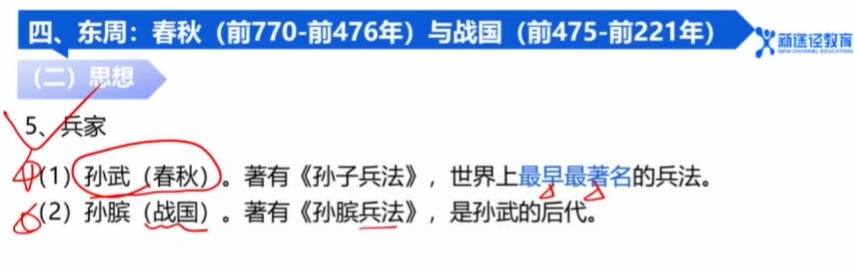 四、东周：春秋（前770-前476年）与战国（前475-前221年）
新途径教育
NEW CHANNEL EDUCATION
（二）思想
5、兵家
（1）孙武（春秋）。著有《孙子兵法》，世界上最早最著名的兵法。
（2）孙膑（战国）。著有《孙膑兵法》，是孙武的后代。